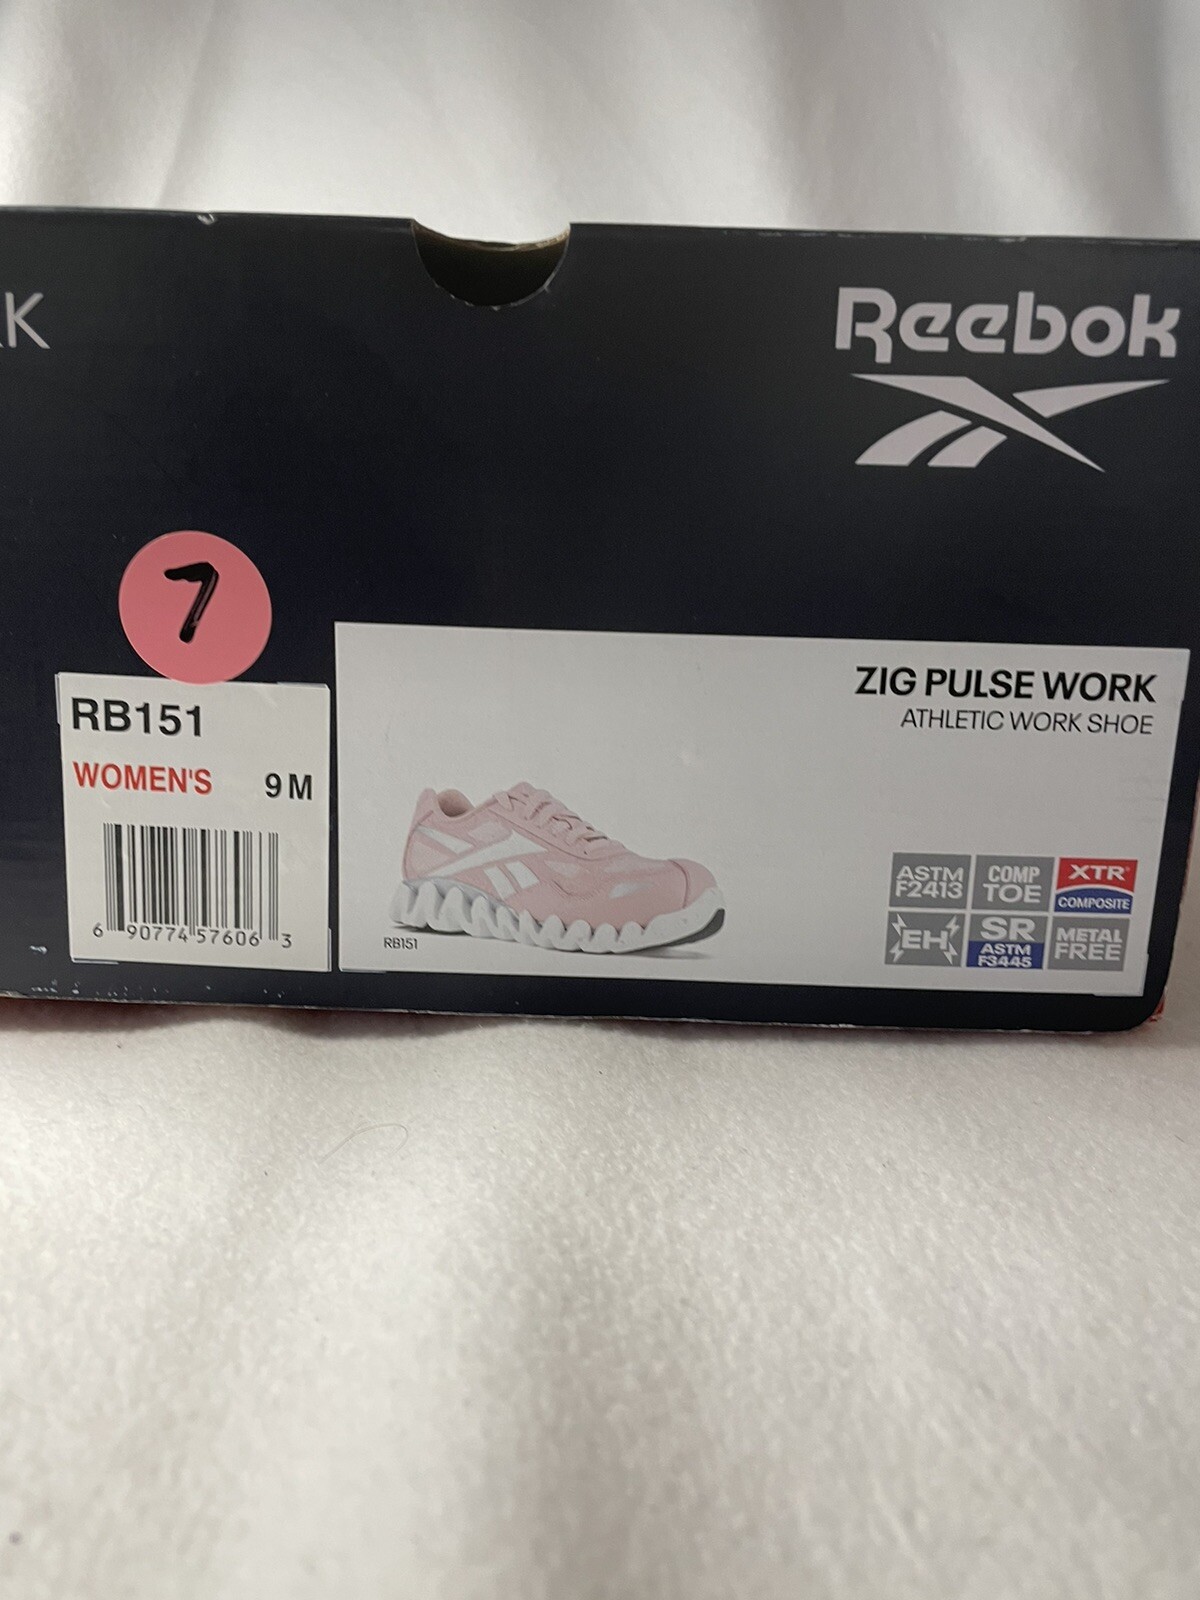 K
Reebok
7
RB151
WOMEN'S 9 M
6 90774 57606 3
ZIG PULSE WORK
ATHLETIC WORK SHOE
RB151
ASTM F2413
COMP TOE
XTR® COMPOSITE
EH
SR ASTM F3445
METAL FREE